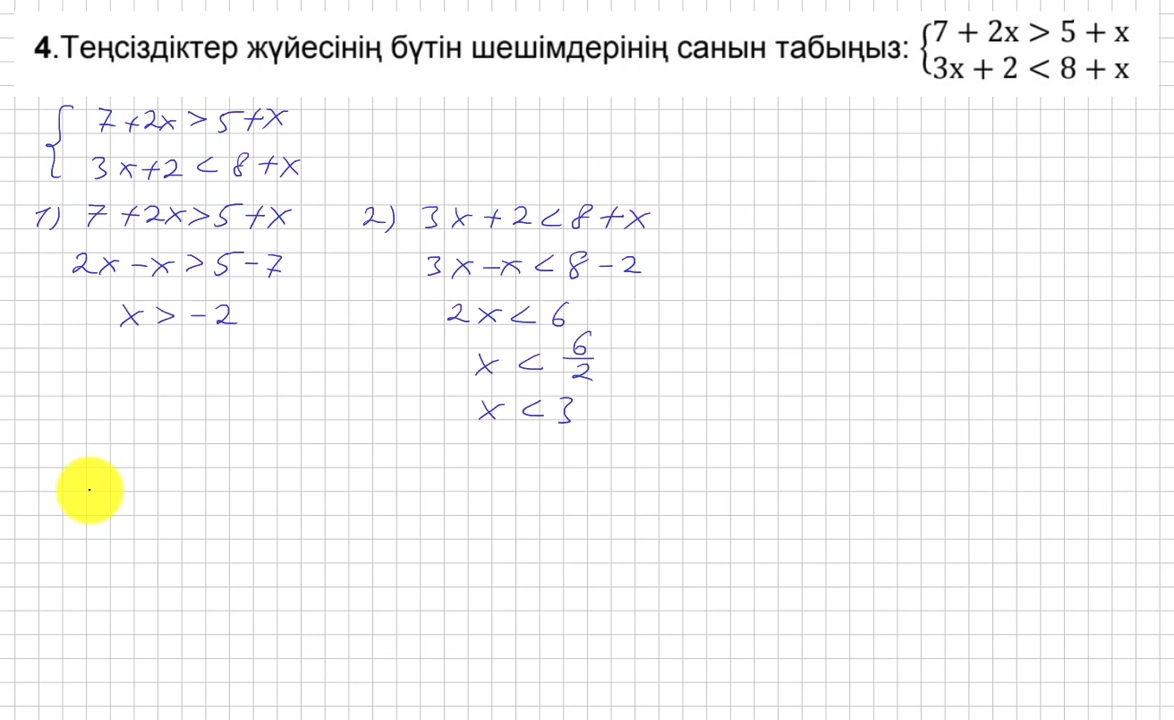 4.Теңсіздіктер жүйесінің бүтін шешімдерінің санын табыңыз: {7 + 2x > 5 + x
3x + 2 < 8 + x
{ 7+2x > 5+x
3x+2 < 8+x
1) 7+2x>5+x
2x-x>5-7
x > -2
2) 3x+2<8+x
3x-x<8-2
2x<6
x < 6/2
x < 3